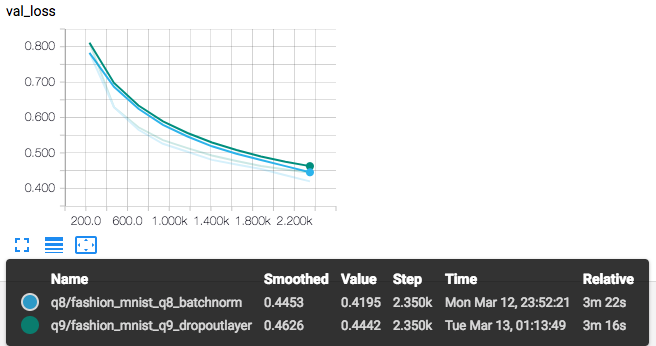 val_loss
0.800
0.700
0.600
0.500
0.400
200.0 600.0 1.000k 1.400k 1.800k 2.200k
Name Smoothed Value Step Time Relative
q8/fashion_mnist_q8_batchnorm 0.4453 0.4195 2.350k Mon Mar 12, 23:52:21 3m 22s
q9/fashion_mnist_q9_dropoutlayer 0.4626 0.4442 2.350k Tue Mar 13, 01:13:49 3m 16s